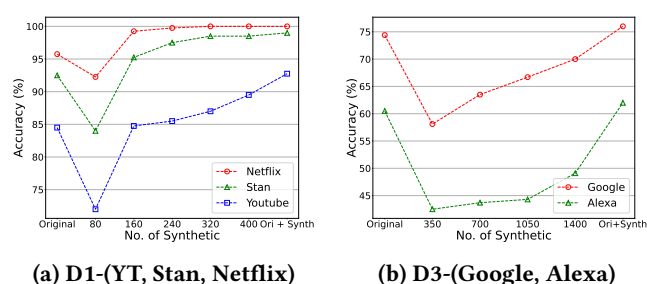 100
95
90
85
80
75
Accuracy (%)
Netflix
Stan
Youtube
Original 80 160 240 320 400 Ori + Synth
No. of Synthetic
(a) D1-(YT, Stan, Netflix)
75
70
65
60
55
50
45
Accuracy (%)
Google
Alexa
Original 350 700 1050 1400 Ori+Synth
No. of Synthetic
(b) D3-(Google, Alexa)